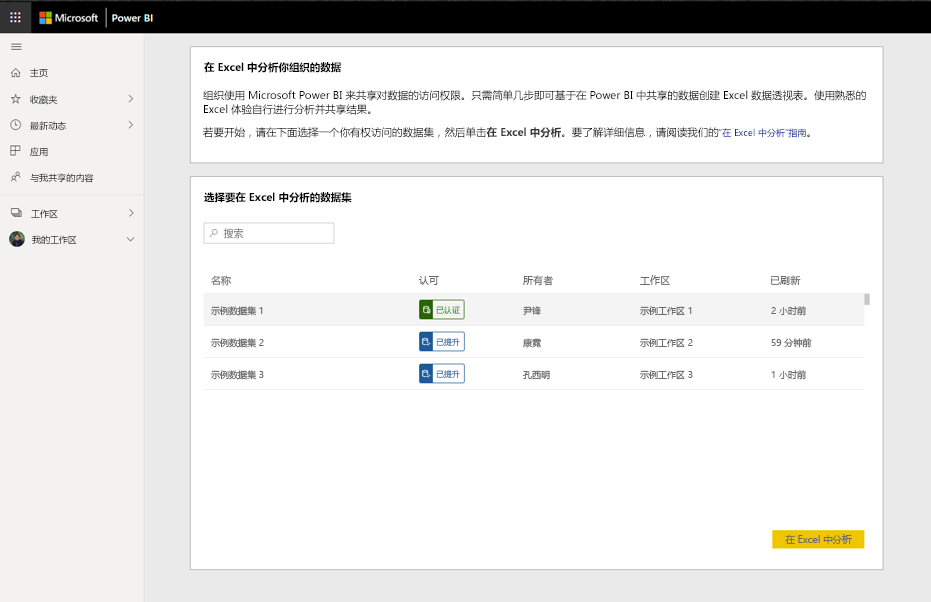 Microsoft Power BI
主页
收藏夹
最新动态
应用
与我共享的内容
工作区
我的工作区
在 Excel 中分析你组织的数据
组织使用 Microsoft Power BI 来共享对数据的访问权限。只需简单几步即可基于在 Power BI 中共享的数据创建 Excel 数据透视表。使用熟悉的
Excel 体验自行进行分析并共享结果。
若要开始，请在下面选择一个你有权访问的数据集，然后单击在 Excel 中分析。要了解详细信息，请阅读我们的“在 Excel 中分析”指南。
选择要在 Excel 中分析的数据集
搜索
名称 认可 所有者 工作区 已刷新
示例数据集 1 已认证 尹锋 示例工作区 1 2 小时前
示例数据集 2 已提升 康霓 示例工作区 2 59 分钟前
示例数据集 3 已提升 孔西明 示例工作区 3 1 小时前
在 Excel 中分析